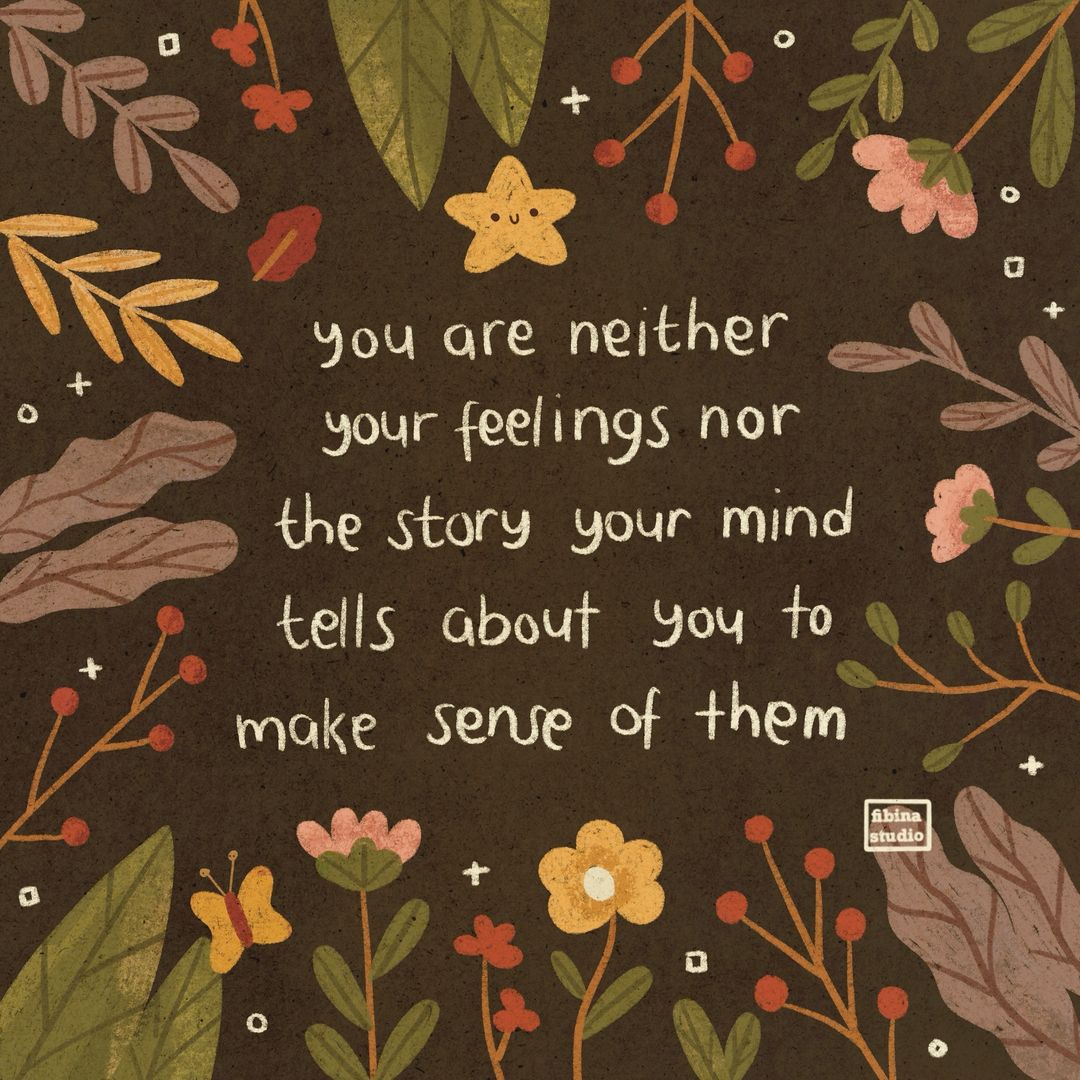 you are neither
your feelings nor
the story your mind
tells about you to
make sense of them
fibina
studio